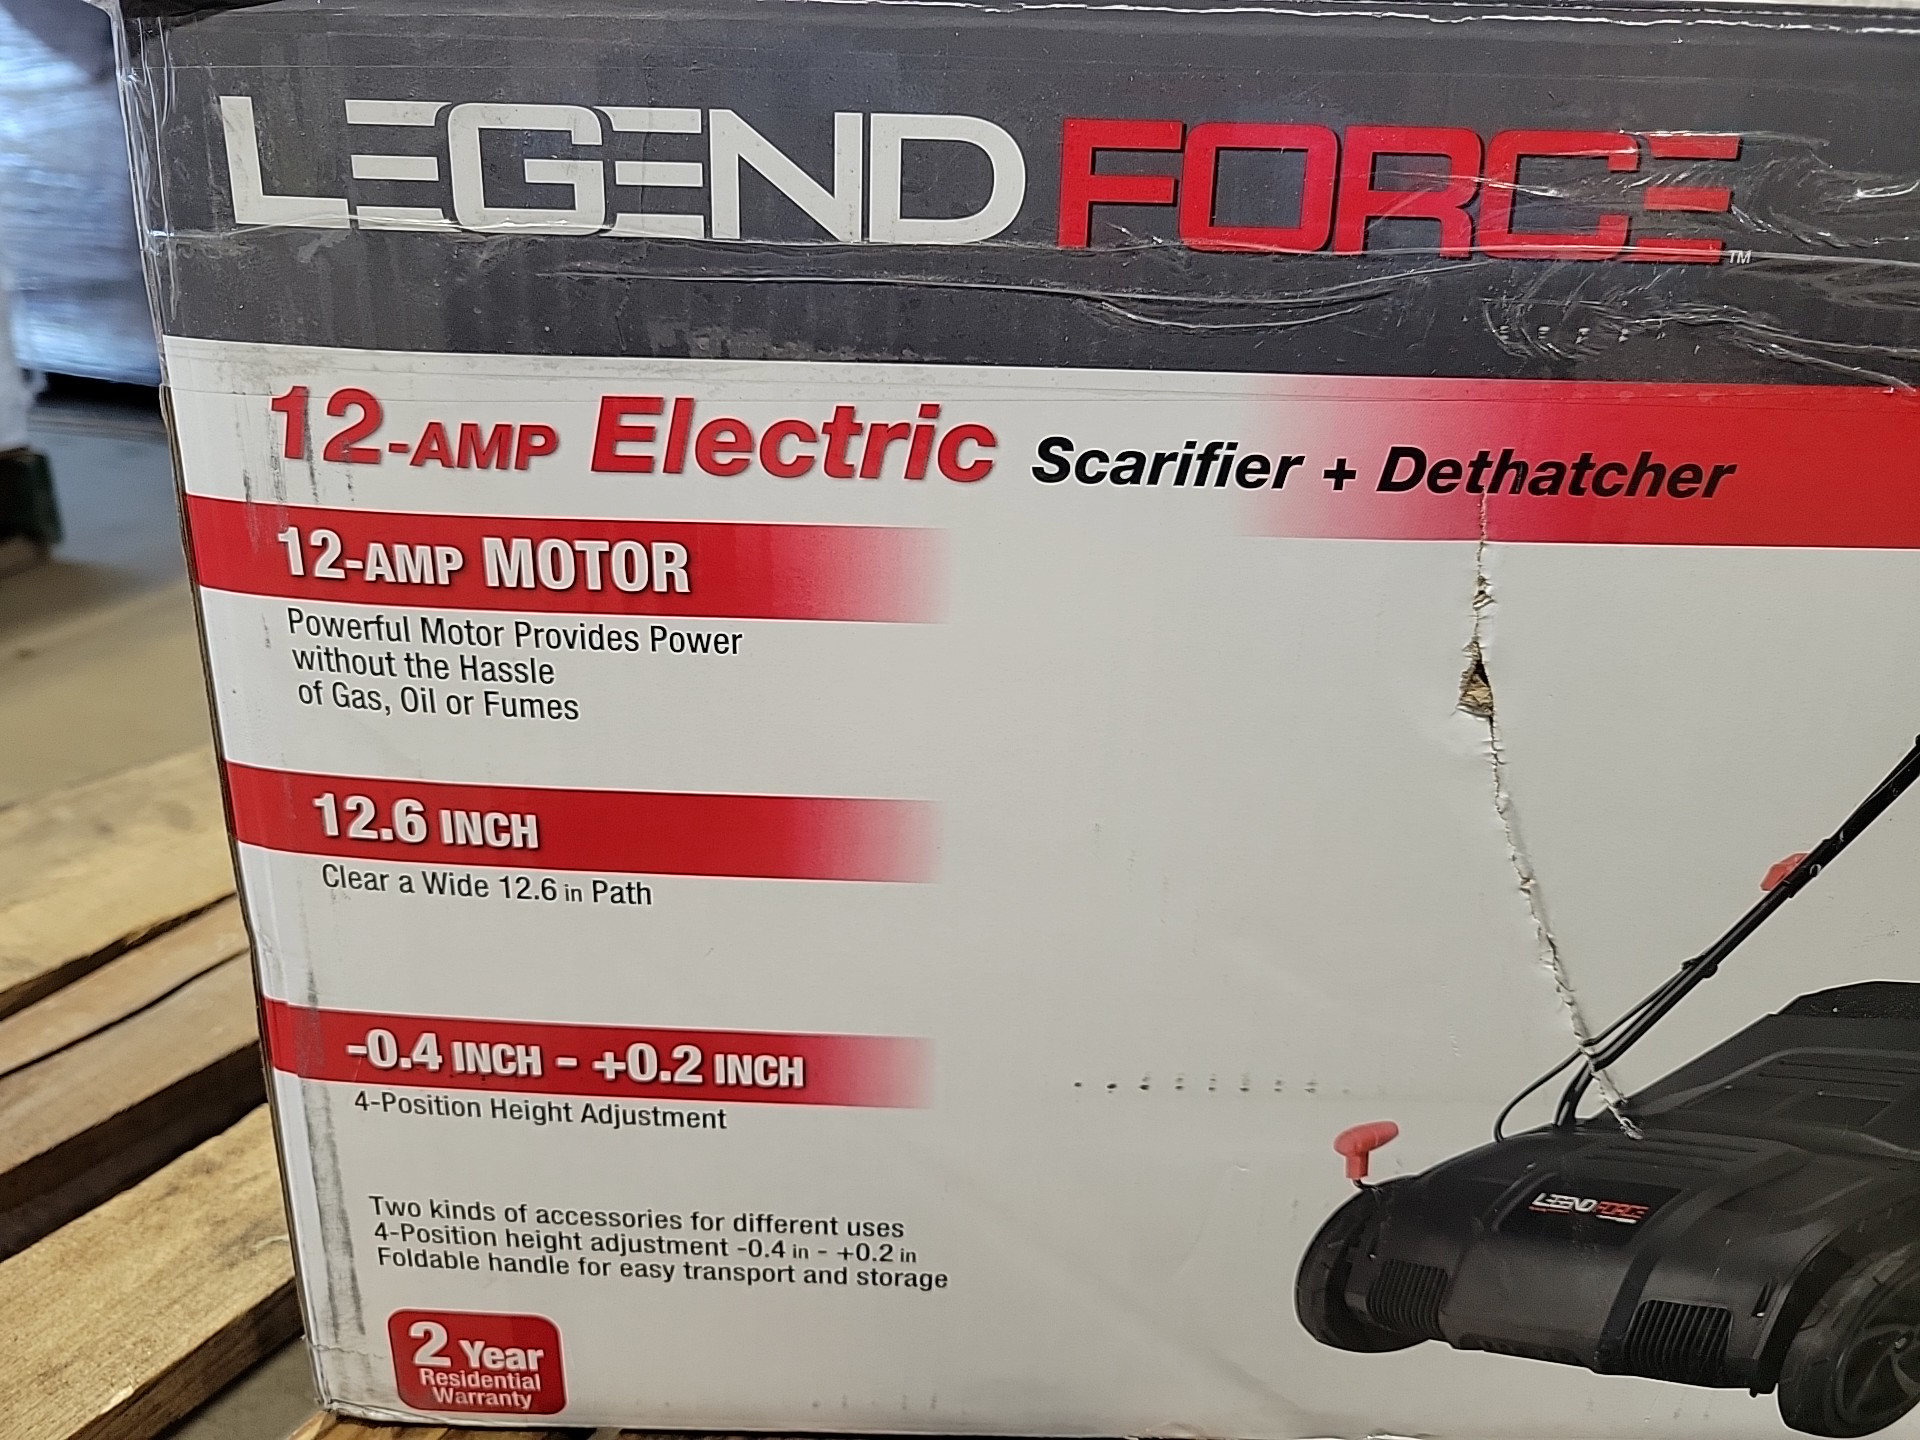 LEGEND FORCE™
12-AMP Electric Scarifier + Dethatcher
12-AMP MOTOR
Powerful Motor Provides Power
without the Hassle
of Gas, Oil or Fumes
12.6 INCH
Clear a Wide 12.6 in Path
-0.4 INCH - +0.2 INCH
4-Position Height Adjustment
Two kinds of accessories for different uses
4-Position height adjustment -0.4 in - +0.2 in
Foldable handle for easy transport and storage
2 Year
Residential
Warranty
LEGEND FORCE